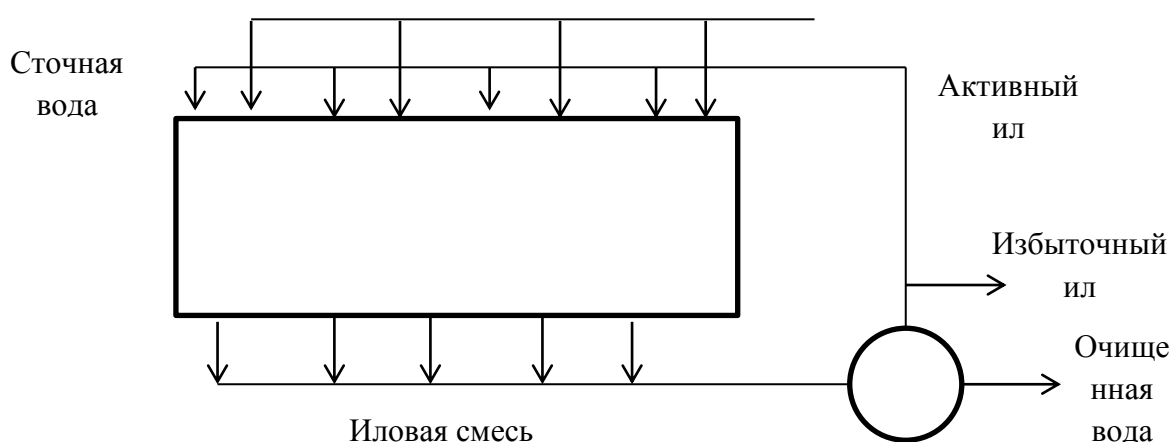 Сточная
вода
Активный
ил
Избыточный
ил
Очище
нная
вода
Иловая смесь